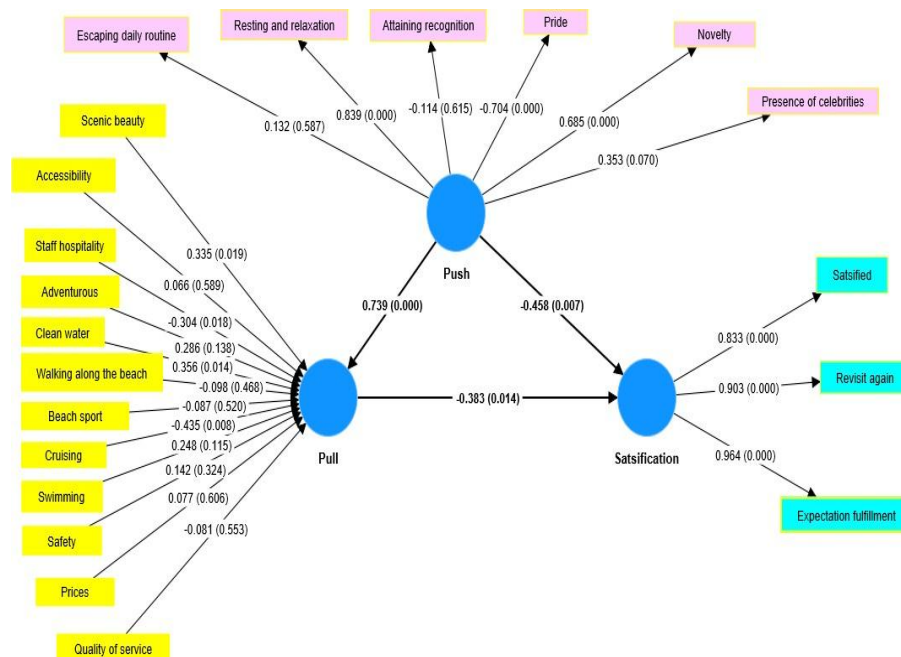 Escaping daily routine
Resting and relaxation
Attaining recognition
Pride
Novelty
Presence of celebrities
0.132 (0.587)
0.839 (0.000)
-0.114 (0.615)
-0.704 (0.000)
0.685 (0.000)
0.353 (0.070)
Scenic beauty
Accessibility
Staff hospitality
Adventurous
Clean water
Walking along the beach
Beach sport
Cruising
Swimming
Safety
Prices
Quality of service
0.335 (0.019)
0.066 (0.589)
-0.304 (0.018)
0.286 (0.138)
0.356 (0.014)
-0.098 (0.468)
-0.087 (0.520)
-0.435 (0.008)
0.248 (0.115)
0.142 (0.324)
0.077 (0.606)
-0.081 (0.553)
Push
0.739 (0.000)
-0.458 (0.007)
Pull
-0.383 (0.014)
Satsification
0.833 (0.000)
0.903 (0.000)
0.964 (0.000)
Satsified
Revisit again
Expectation fulfillment